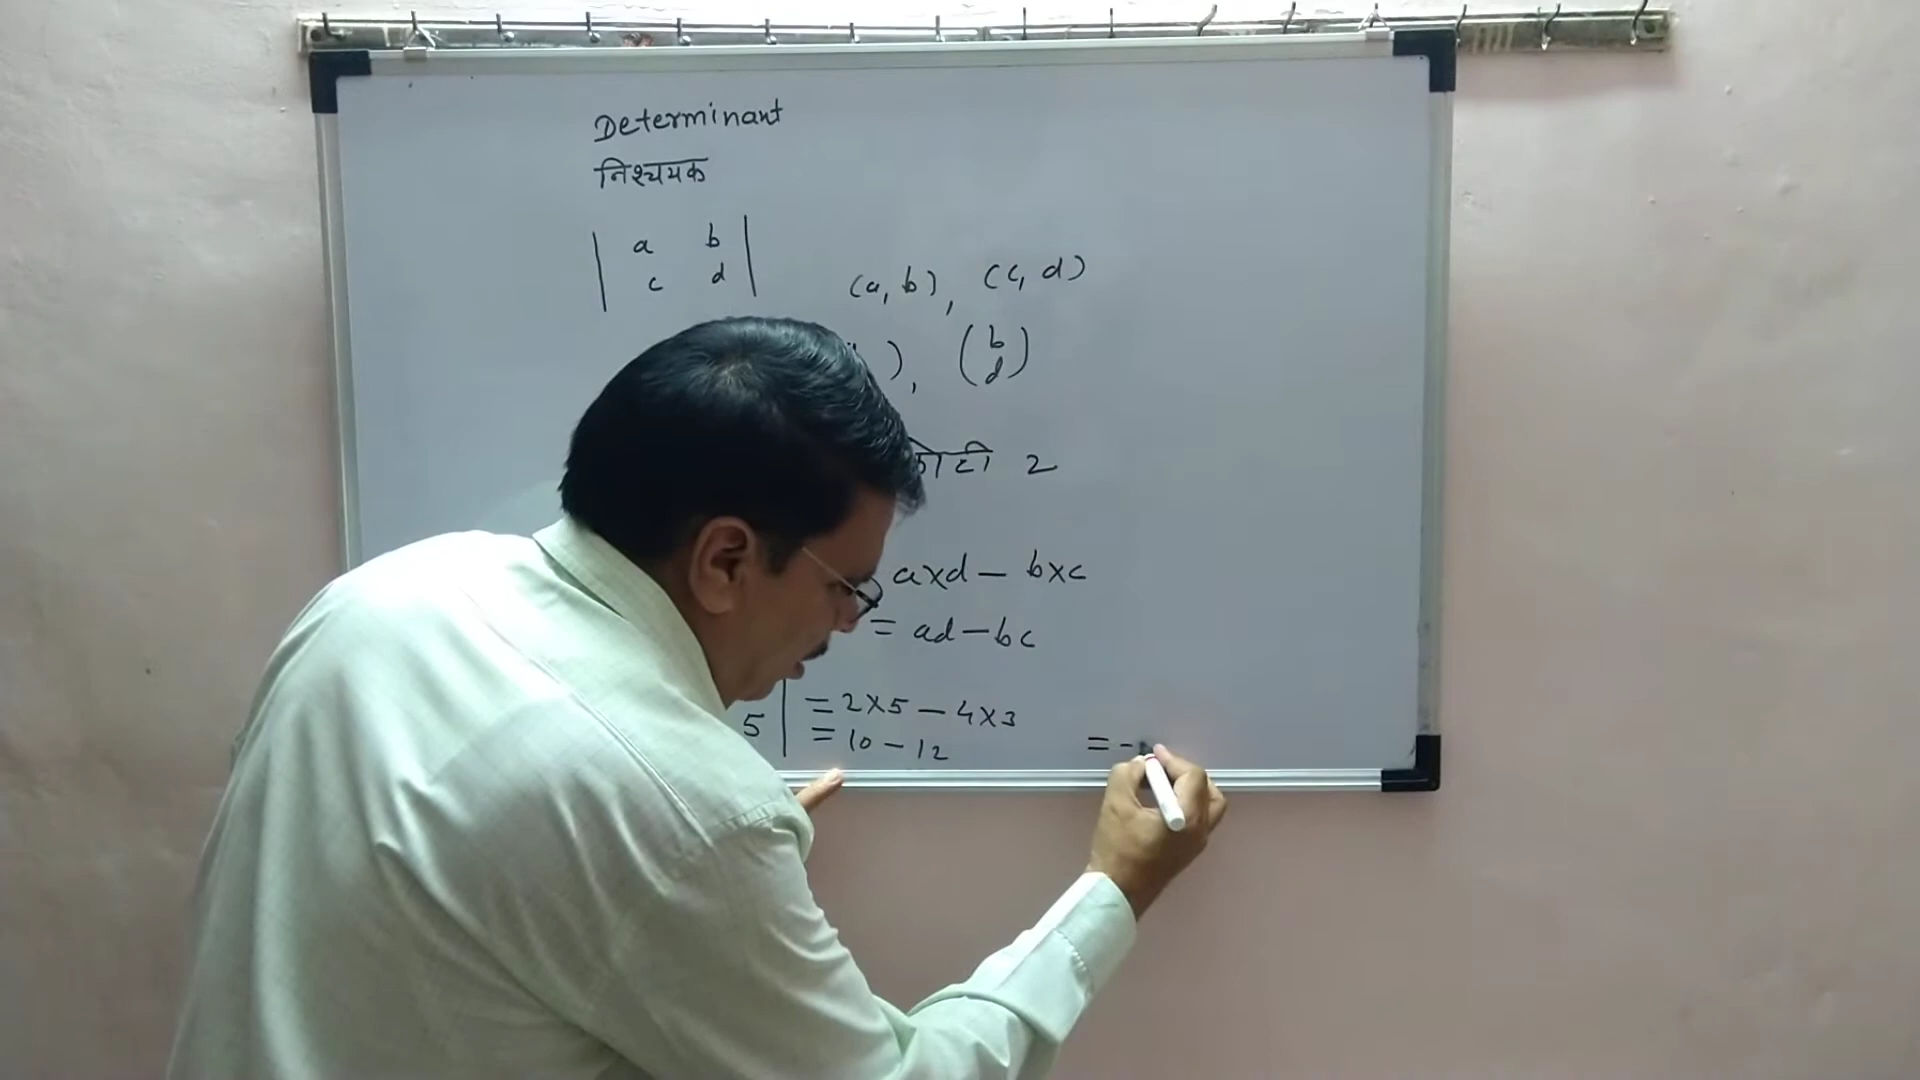 Determinant
निश्चयक
| a b |
| c d |
(a, b), (c, d)
), (b
d)
कोटी 2
a×d – b×c
= ad – bc
5 | = 2×5 – 4×3
= 10 – 12 = -